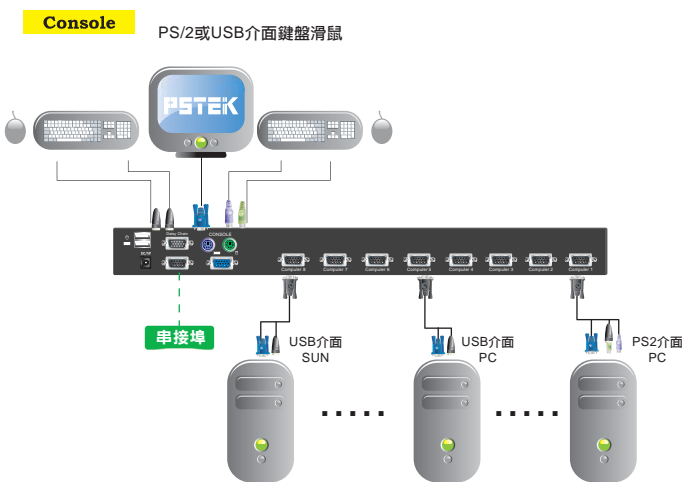 Console
PS/2或USB介面鍵盤滑鼠
PSTEK
Daisy Chain
CONSOLE
DC/5V
Computer 8
Computer 7
Computer 6
Computer 5
Computer 4
Computer 3
Computer 2
Computer 1
串接埠
USB介面
SUN
USB介面
PC
PS2介面
PC